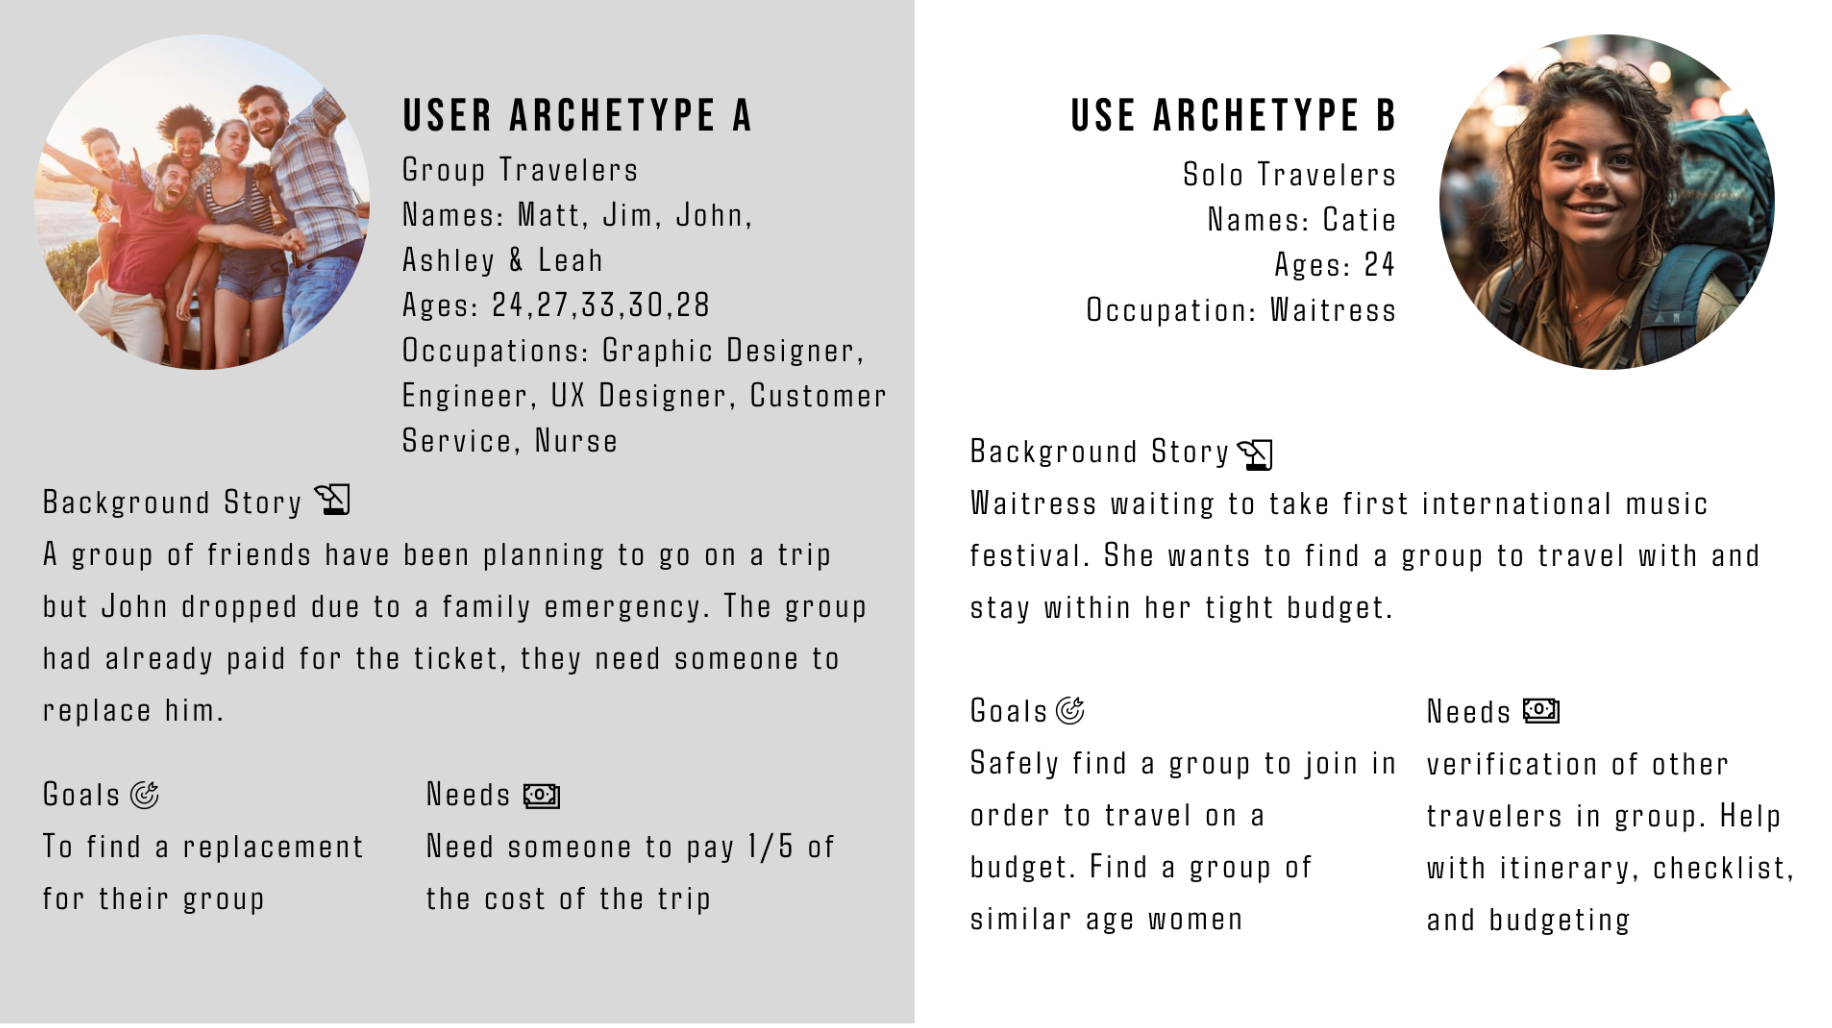 USER ARCHETYPE A
Group Travelers
Names: Matt, Jim, John,
Ashley & Leah
Ages: 24,27,33,30,28
Occupations: Graphic Designer,
Engineer, UX Designer, Customer
Service, Nurse
Background Story
A group of friends have been planning to go on a trip
but John dropped due to a family emergency. The group
had already paid for the ticket, they need someone to
replace him.
Goals
To find a replacement
for their group
Needs
Need someone to pay 1/5 of
the cost of the trip
USE ARCHETYPE B
Solo Travelers
Names: Catie
Ages: 24
Occupation: Waitress
Background Story
Waitress waiting to take first international music
festival. She wants to find a group to travel with and
stay within her tight budget.
Goals
Safely find a group to join in
order to travel on a
budget. Find a group of
similar age women
Needs
verification of other
travelers in group. Help
with itinerary, checklist,
and budgeting